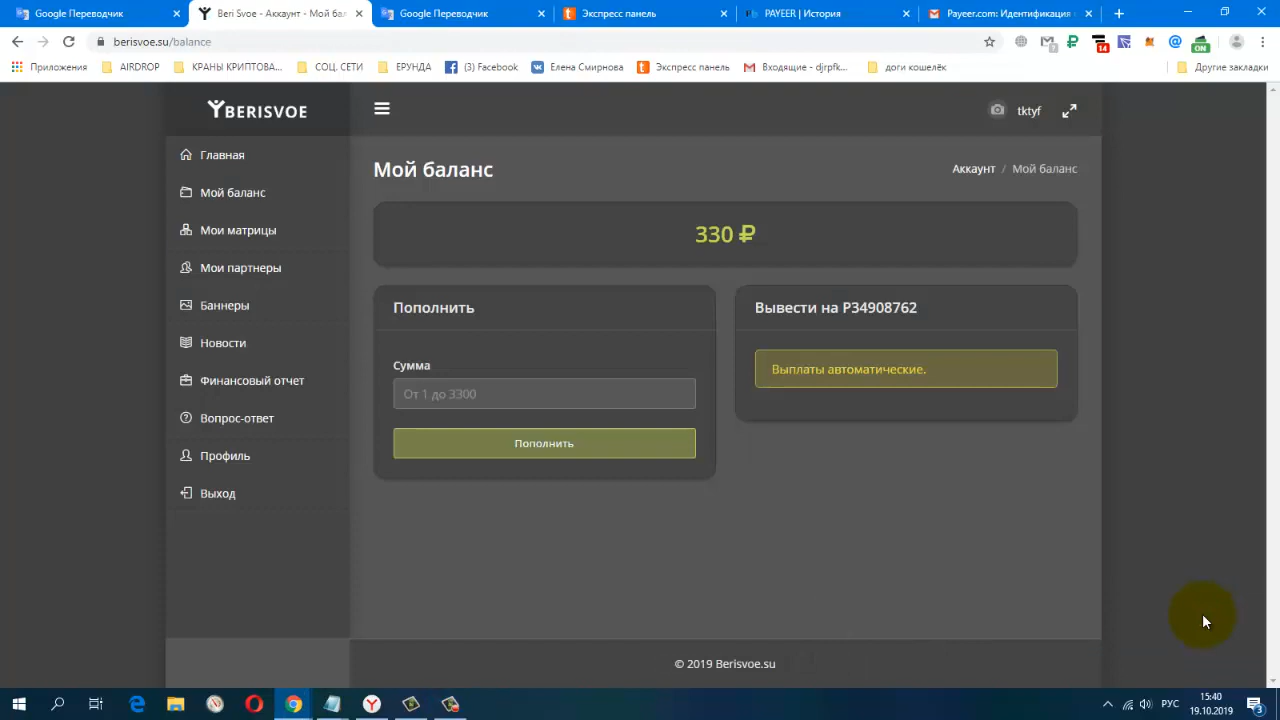 Google Переводчик
Beri Svoe - Аккаунт - Мой бал
Google Переводчик
Экспресс панель
PAYEER | История
Payeer.com: Идентификация
berisvoe.su/balance
Приложения
AIRDROP
КРАНЫ КРИПТОВА...
СОЦ. СЕТИ
ЕРУНДА
(3) Facebook
Елена Смирнова
Экспресс панель
Входящие - djrpfk...
доги кошелёк
Другие закладки
14
ON
BERISVOE
tktyf
Главная
Мой баланс
Мои матрицы
Мои партнеры
Баннеры
Новости
Финансовый отчет
Вопрос-ответ
Профиль
Выход
Мой баланс
Аккаунт / Мой баланс
330 ₽
Пополнить
Сумма
От 1 до 3300
Пополнить
Вывести на P34908762
Выплаты автоматические.
© 2019 Berisvoe.su
РУС
15:40
19.10.2019
3